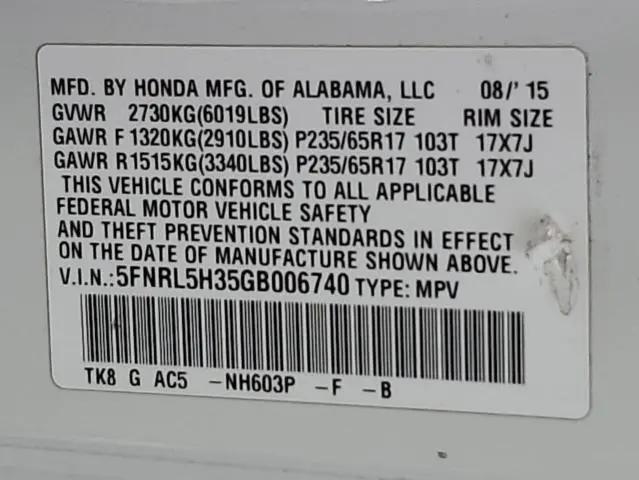 MFD. BY HONDA MFG. OF ALABAMA, LLC 08/' 15
GVWR 2730KG(6019LBS) TIRE SIZE RIM SIZE
GAWR F 1320KG(2910LBS) P235/65R17 103T 17X7J
GAWR R1515KG(3340LBS) P235/65R17 103T 17X7J
THIS VEHICLE CONFORMS TO ALL APPLICABLE
FEDERAL MOTOR VEHICLE SAFETY
AND THEFT PREVENTION STANDARDS IN EFFECT
ON THE DATE OF MANUFACTURE SHOWN ABOVE.
V.I.N.:5FNRL5H35GB006740 TYPE: MPV
TK8 G AC5 -NH603P -F -B